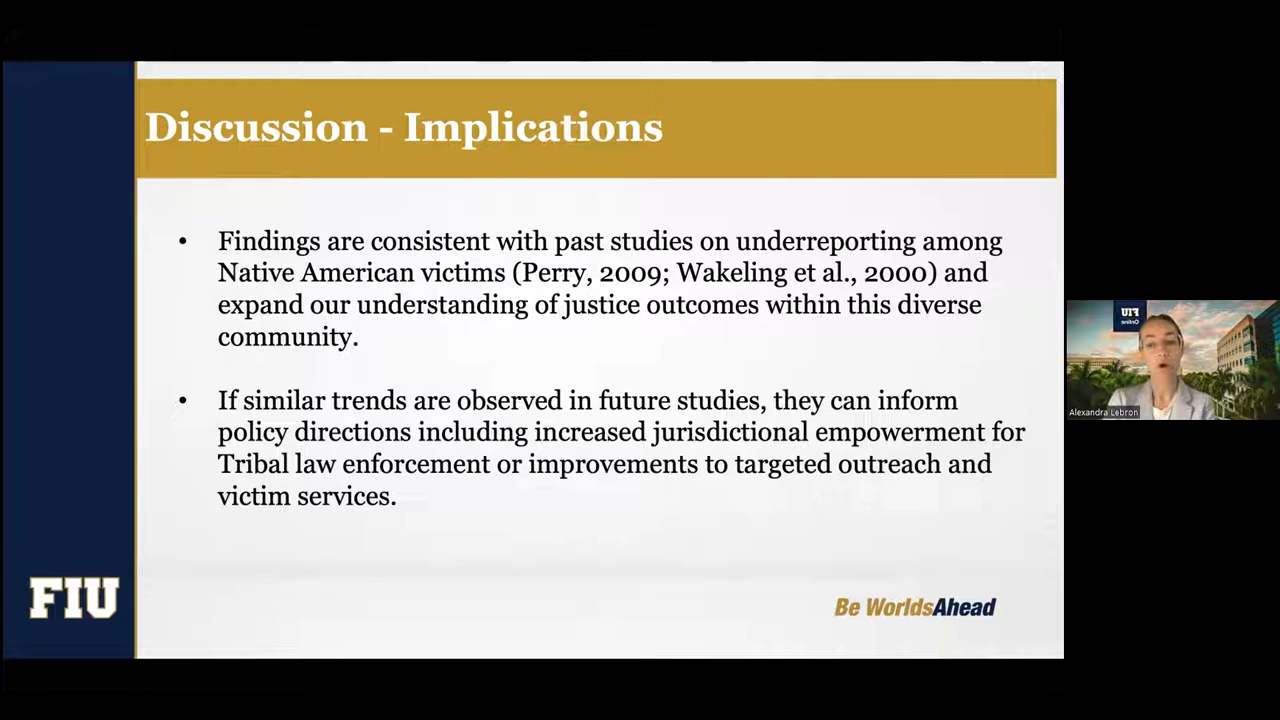 Discussion - Implications
• Findings are consistent with past studies on underreporting among
Native American victims (Perry, 2009; Wakeling et al., 2000) and
expand our understanding of justice outcomes within this diverse
community.
• If similar trends are observed in future studies, they can inform
policy directions including increased jurisdictional empowerment for
Tribal law enforcement or improvements to targeted outreach and
victim services.
FIU
Be WorldsAhead
FIU
Online
Alexandra Lebron